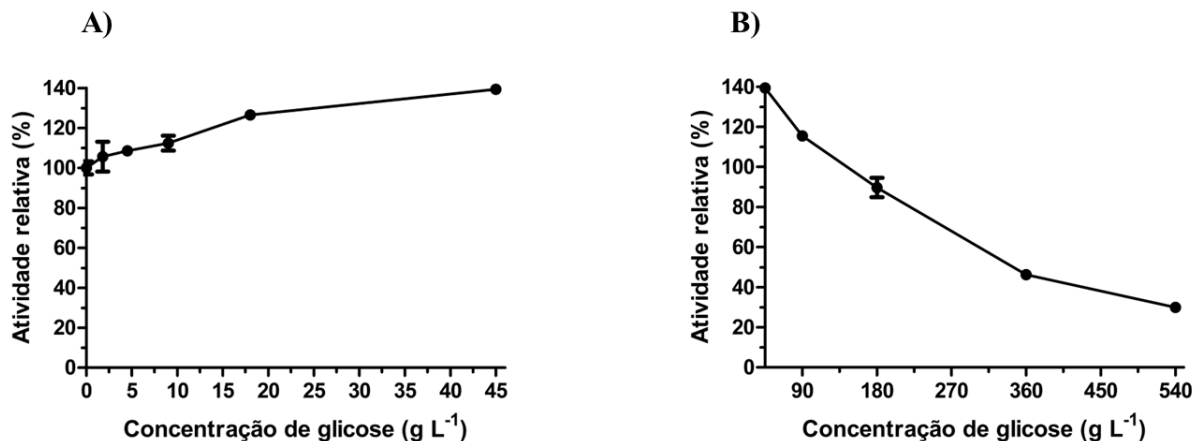 A)
Atividade relativa (%)
140
120
100
80
60
40
20
0
0 5 10 15 20 25 30 35 40 45
Concentração de glicose (g L⁻¹)
B)
Atividade relativa (%)
140
120
100
80
60
40
20
0
90 180 270 360 450 540
Concentração de glicose (g L⁻¹)